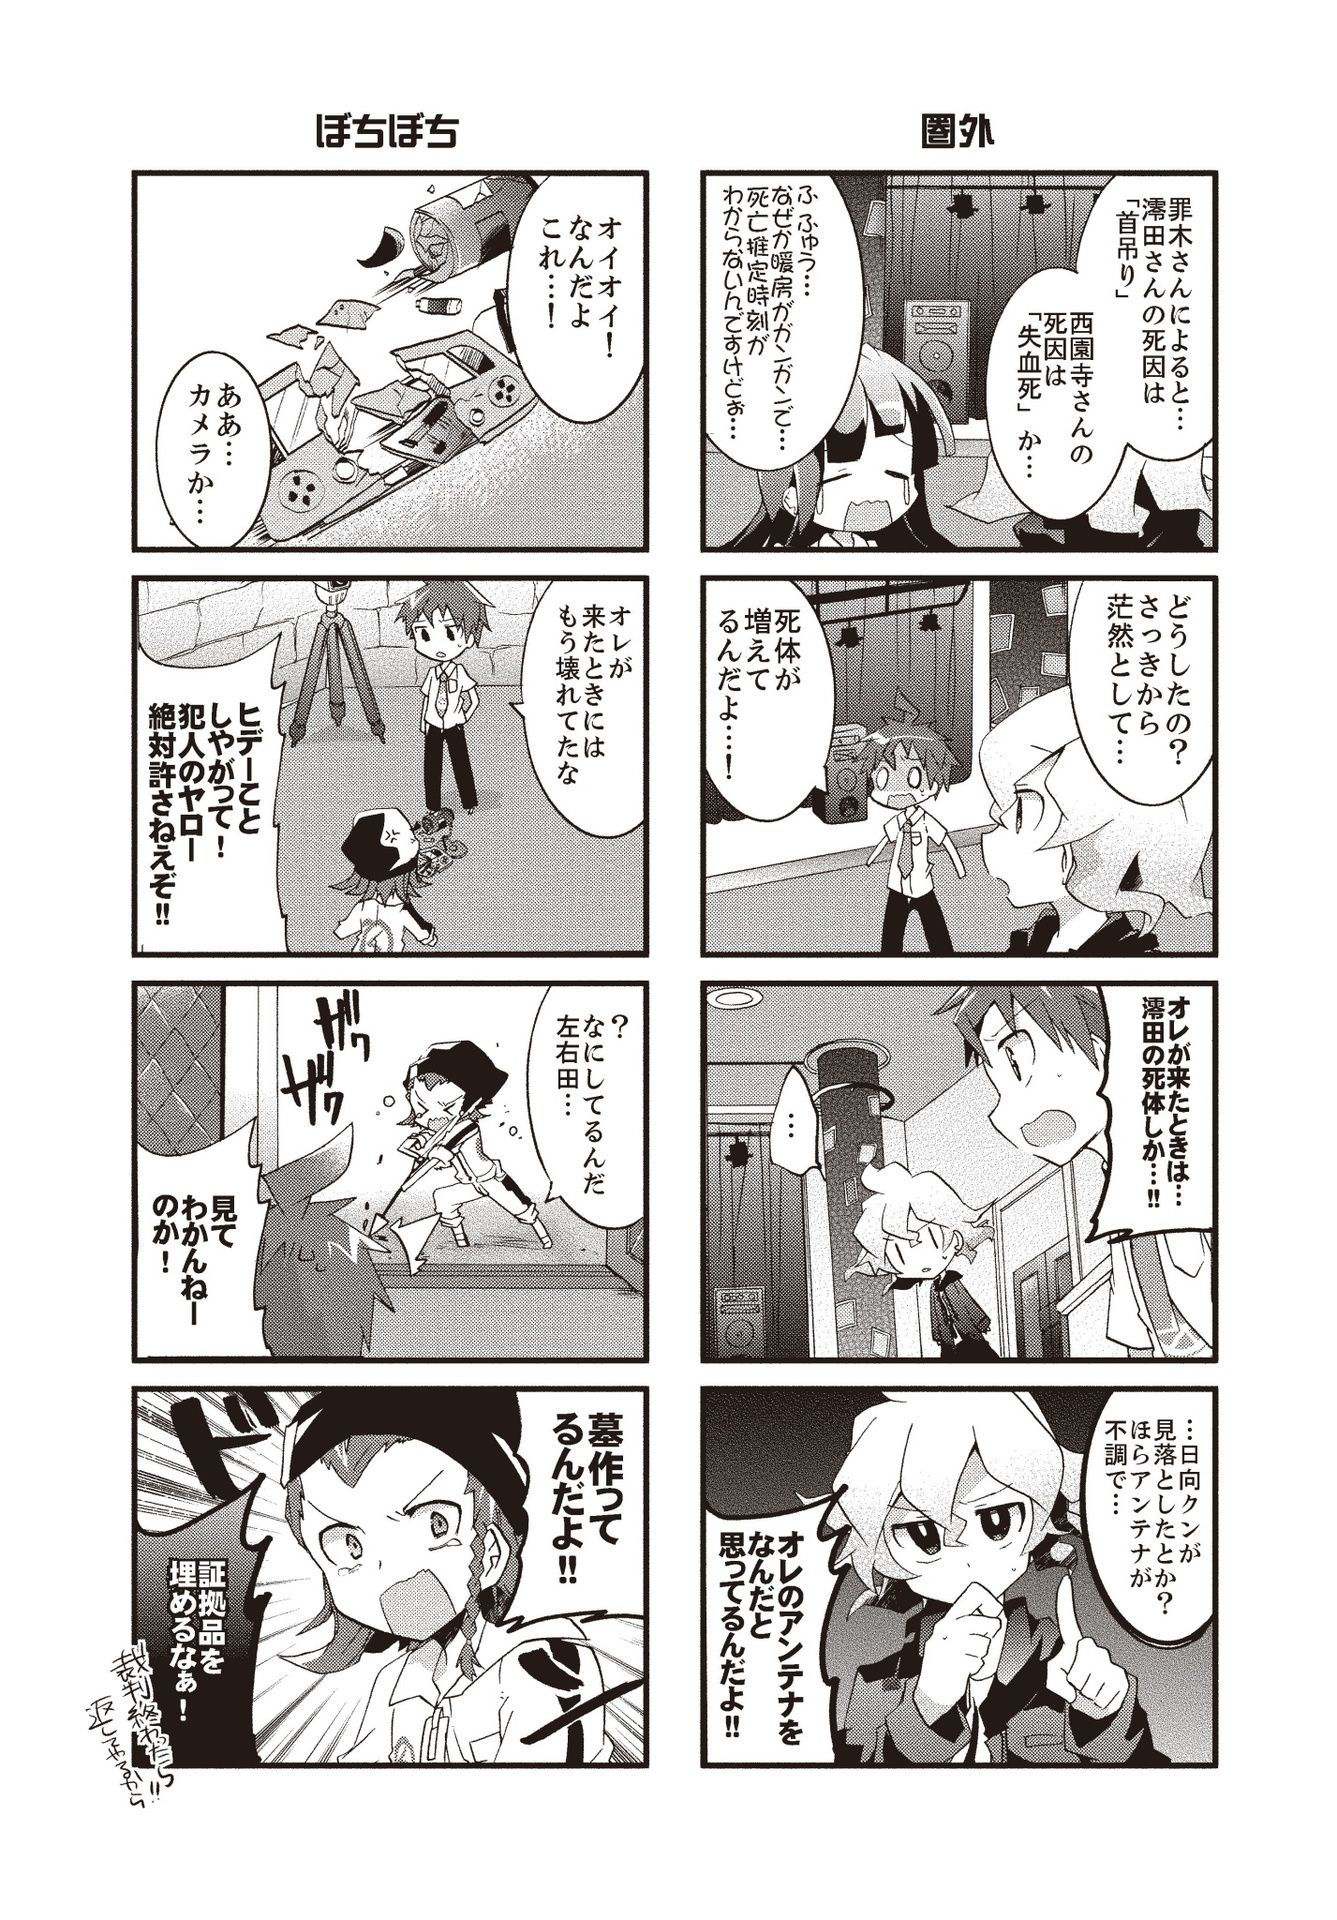 圏外
罪木さんによると…
澪田さんの死因は
「首吊り」
西園寺さんの
死因は
「失血死」か…
ふ ふゅう…
なぜか暖房がガンガンで…
死亡推定時刻が
わからないんですけどぉ…
どうしたの？
さっきから
茫然として…
死体が
増えて
るんだよ…！
オレが来たときは…
澪田の死体しか…!!
…
…日向クンが
見落としたとか？
ほらアンテナが
不調で…
オレのアンテナを
なんだと
思ってるんだよ!!
ぼちぼち
オイオイ！
なんだよ
これ…！
ああ…
カメラか…
オレが
来たときには
もう壊れてたな
ヒデーこと
しやがって！
犯人のヤロー
絶対許さねえぞ!!
？
なにしてるんだ
左右田…
ザク
ザク
見て
わかんねー
のか！
墓作って
るんだよ!!
ドーン
証拠品を
埋めるなぁ！
裁判終わったら
返してやるから!!